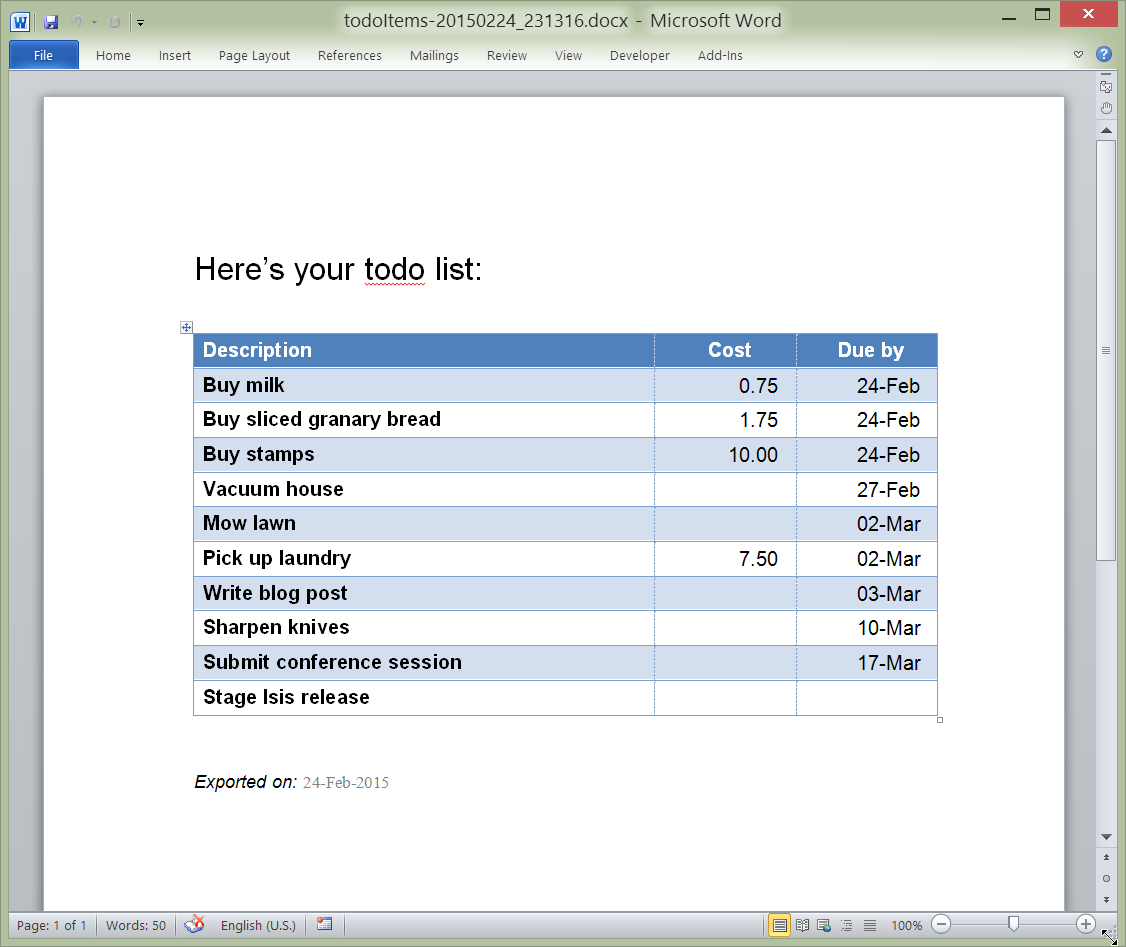 todoItems-20150224_231316.docx - Microsoft Word
File Home Insert Page Layout References Mailings Review View Developer Add-Ins
Here’s your todo list:
Description Cost Due by
Buy milk 0.75 24-Feb
Buy sliced granary bread 1.75 24-Feb
Buy stamps 10.00 24-Feb
Vacuum house 27-Feb
Mow lawn 02-Mar
Pick up laundry 7.50 02-Mar
Write blog post 03-Mar
Sharpen knives 10-Mar
Submit conference session 17-Mar
Stage Isis release
Exported on: 24-Feb-2015
Page: 1 of 1 Words: 50 English (U.S.) 100%